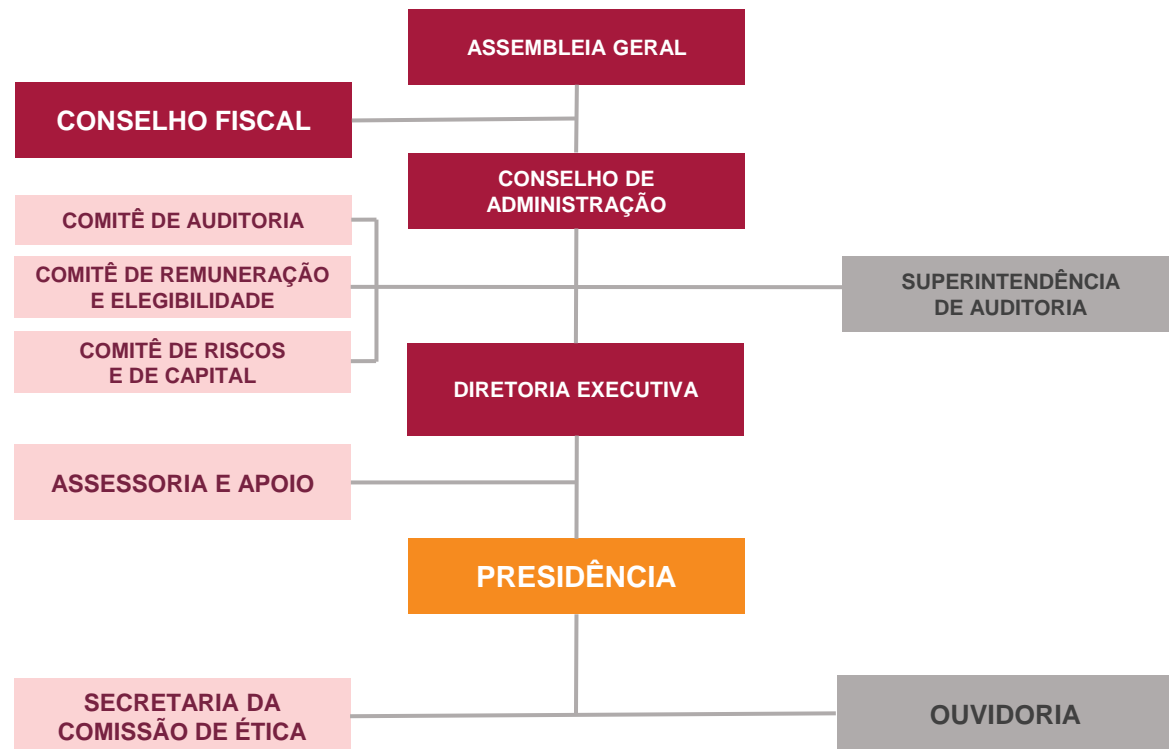 ASSEMBLEIA GERAL
CONSELHO FISCAL
CONSELHO DE
ADMINISTRAÇÃO
COMITÊ DE AUDITORIA
COMITÊ DE REMUNERAÇÃO
E ELEGIBILIDADE
SUPERINTENDÊNCIA
DE AUDITORIA
COMITÊ DE RISCOS
E DE CAPITAL
DIRETORIA EXECUTIVA
ASSESSORIA E APOIO
PRESIDÊNCIA
SECRETARIA DA
COMISSÃO DE ÉTICA
OUVIDORIA